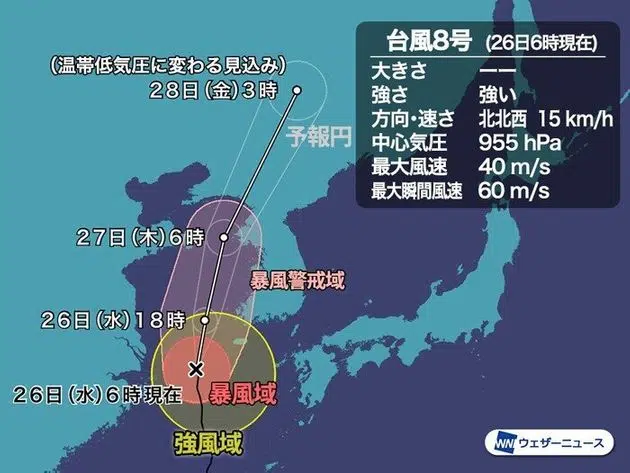 台風8号 (26日6時現在)
大きさ ーー
強さ 強い
方向・速さ 北北西 15 km/h
中心気圧 955 hPa
最大風速 40 m/s
最大瞬間風速 60 m/s
(温帯低気圧に変わる見込み)
28日(金)3時
予報円
27日(木)6時
暴風警戒域
26日(水)18時
26日(水)6時現在
暴風域
強風域
WN ウェザーニュース